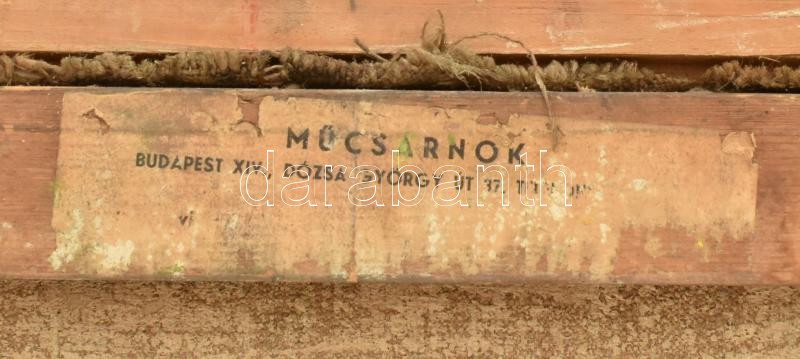 MŰCSARNOK
BUDAPEST XIV., DÓZSA GYÖRGY ÚT 37.
darabanth